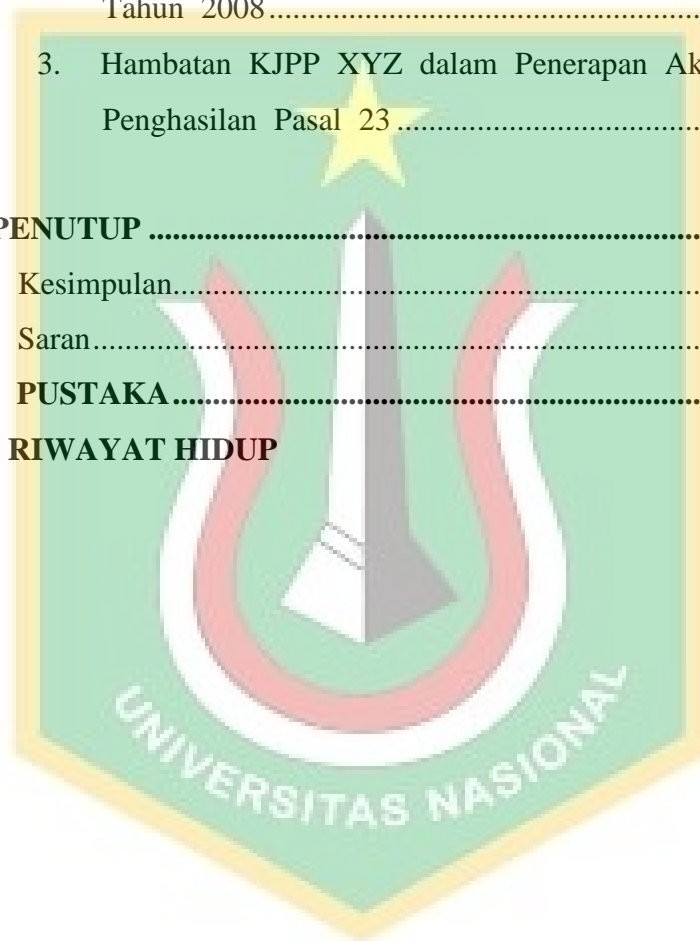 Tahun 2008........................................
3. Hambatan KJPP XYZ dalam Penerapan Ak
Penghasilan Pasal 23........................................
PENUTUP ........................................
Kesimpulan........................................
Saran........................................
PUSTAKA........................................
RIWAYAT HIDUP
UNIVERSITAS NASIONAL